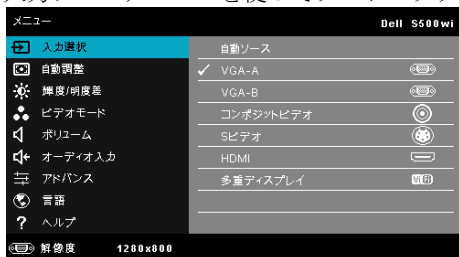 メニュー
Dell S500wi
入力選択
自動ソース
自動調整
VGA-A
輝度/明度差
VGA-B
ビデオモード
コンポジットビデオ
ボリューム
Sビデオ
オーディオ入力
HDMI
アドバンス
多重ディスプレイ
言語
? ヘルプ
解像度 1280x800